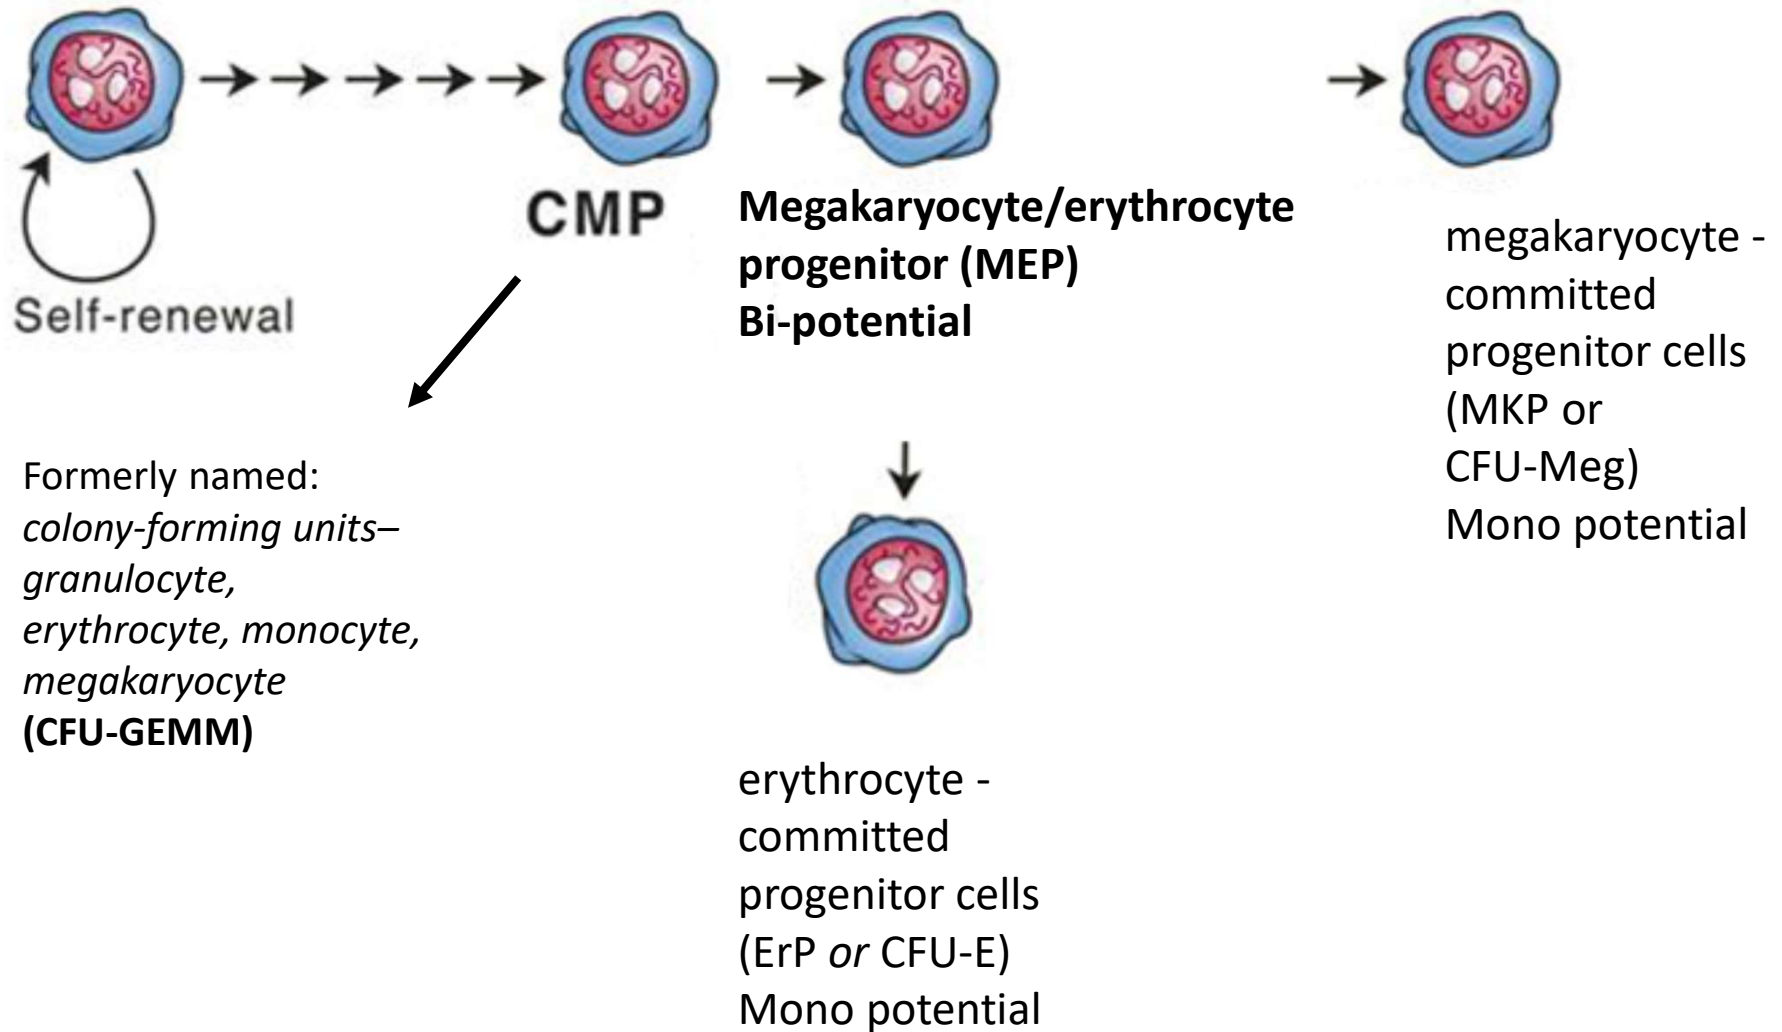 CMP
Self-renewal
Megakaryocyte/erythrocyte
progenitor (MEP)
Bi-potential
megakaryocyte -
committed
progenitor cells
(MKP or
CFU-Meg)
Mono potential
Formerly named:
colony-forming units–
granulocyte,
erythrocyte, monocyte,
megakaryocyte
(CFU-GEMM)
erythrocyte -
committed
progenitor cells
(ErP or CFU-E)
Mono potential